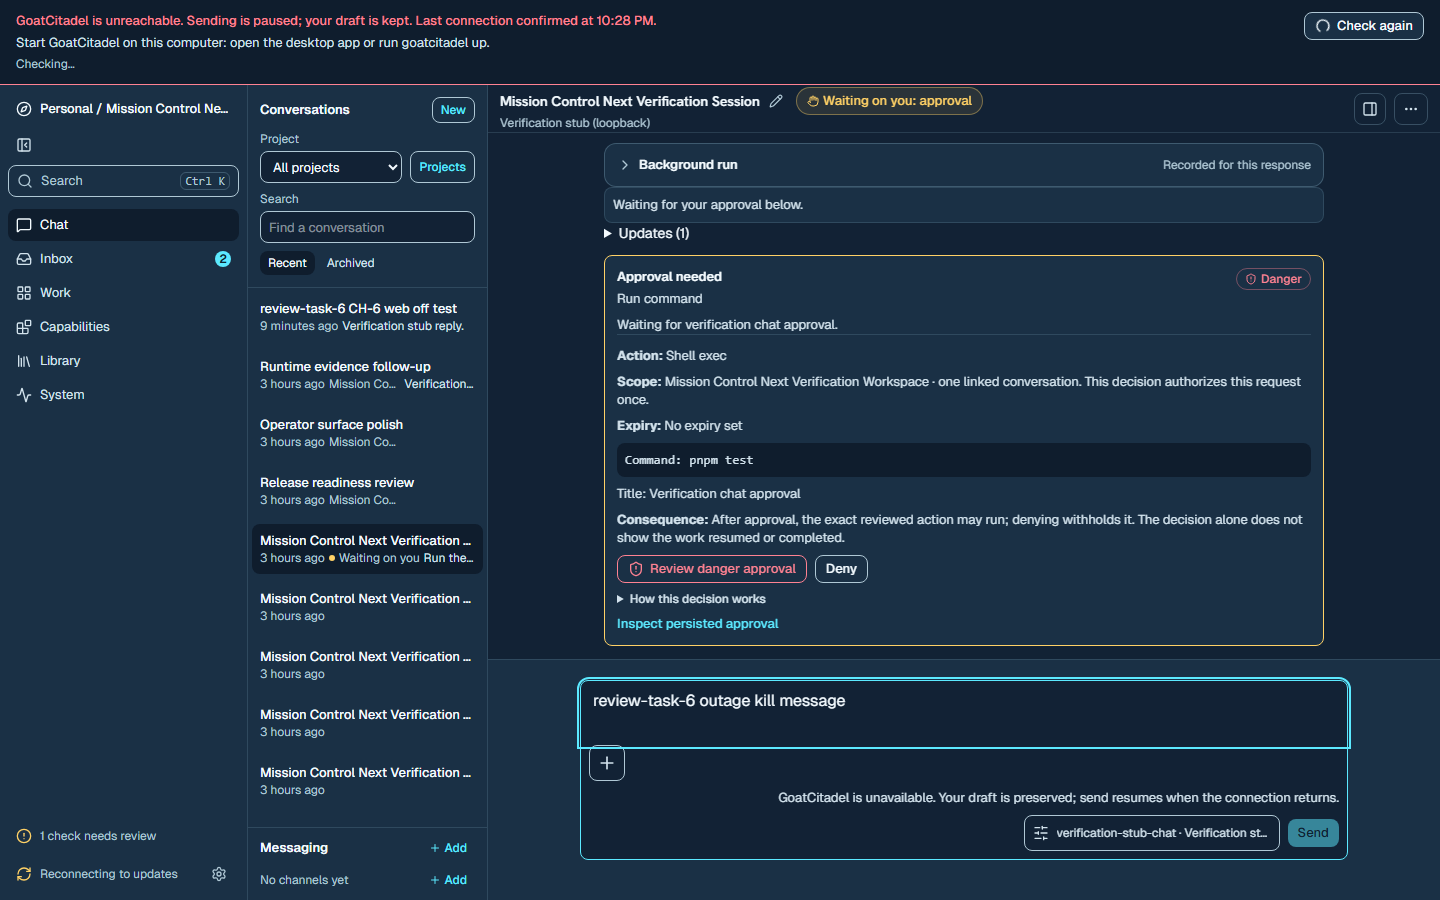 GoatCitadel is unreachable. Sending is paused; your draft is kept. Last connection confirmed at 10:28 PM.
Start GoatCitadel on this computer: open the desktop app or run goatcitadel up.
Checking…
Check again
Personal / Mission Control Ne…
Search
Ctrl K
Chat
Inbox
2
Work
Capabilities
Library
System
1 check needs review
Reconnecting to updates
Conversations
New
Project
All projects
Projects
Search
Find a conversation
Recent
Archived
review-task-6 CH-6 web off test
9 minutes ago Verification stub reply.
Runtime evidence follow-up
3 hours ago Mission Co… Verification…
Operator surface polish
3 hours ago Mission Co…
Release readiness review
3 hours ago Mission Co…
Mission Control Next Verification …
3 hours ago Waiting on you Run the…
Mission Control Next Verification …
3 hours ago
Mission Control Next Verification …
3 hours ago
Mission Control Next Verification …
3 hours ago
Mission Control Next Verification …
3 hours ago
Messaging
+ Add
No channels yet
+ Add
Mission Control Next Verification Session
Waiting on you: approval
Verification stub (loopback)
Background run
Recorded for this response
Waiting for your approval below.
Updates (1)
Approval needed
Danger
Run command
Waiting for verification chat approval.
Action: Shell exec
Scope: Mission Control Next Verification Workspace · one linked conversation. This decision authorizes this request
once.
Expiry: No expiry set
Command: pnpm test
Title: Verification chat approval
Consequence: After approval, the exact reviewed action may run; denying withholds it. The decision alone does not
show the work resumed or completed.
Review danger approval
Deny
How this decision works
Inspect persisted approval
review-task-6 outage kill message
GoatCitadel is unavailable. Your draft is preserved; send resumes when the connection returns.
verification-stub-chat · Verification st…
Send